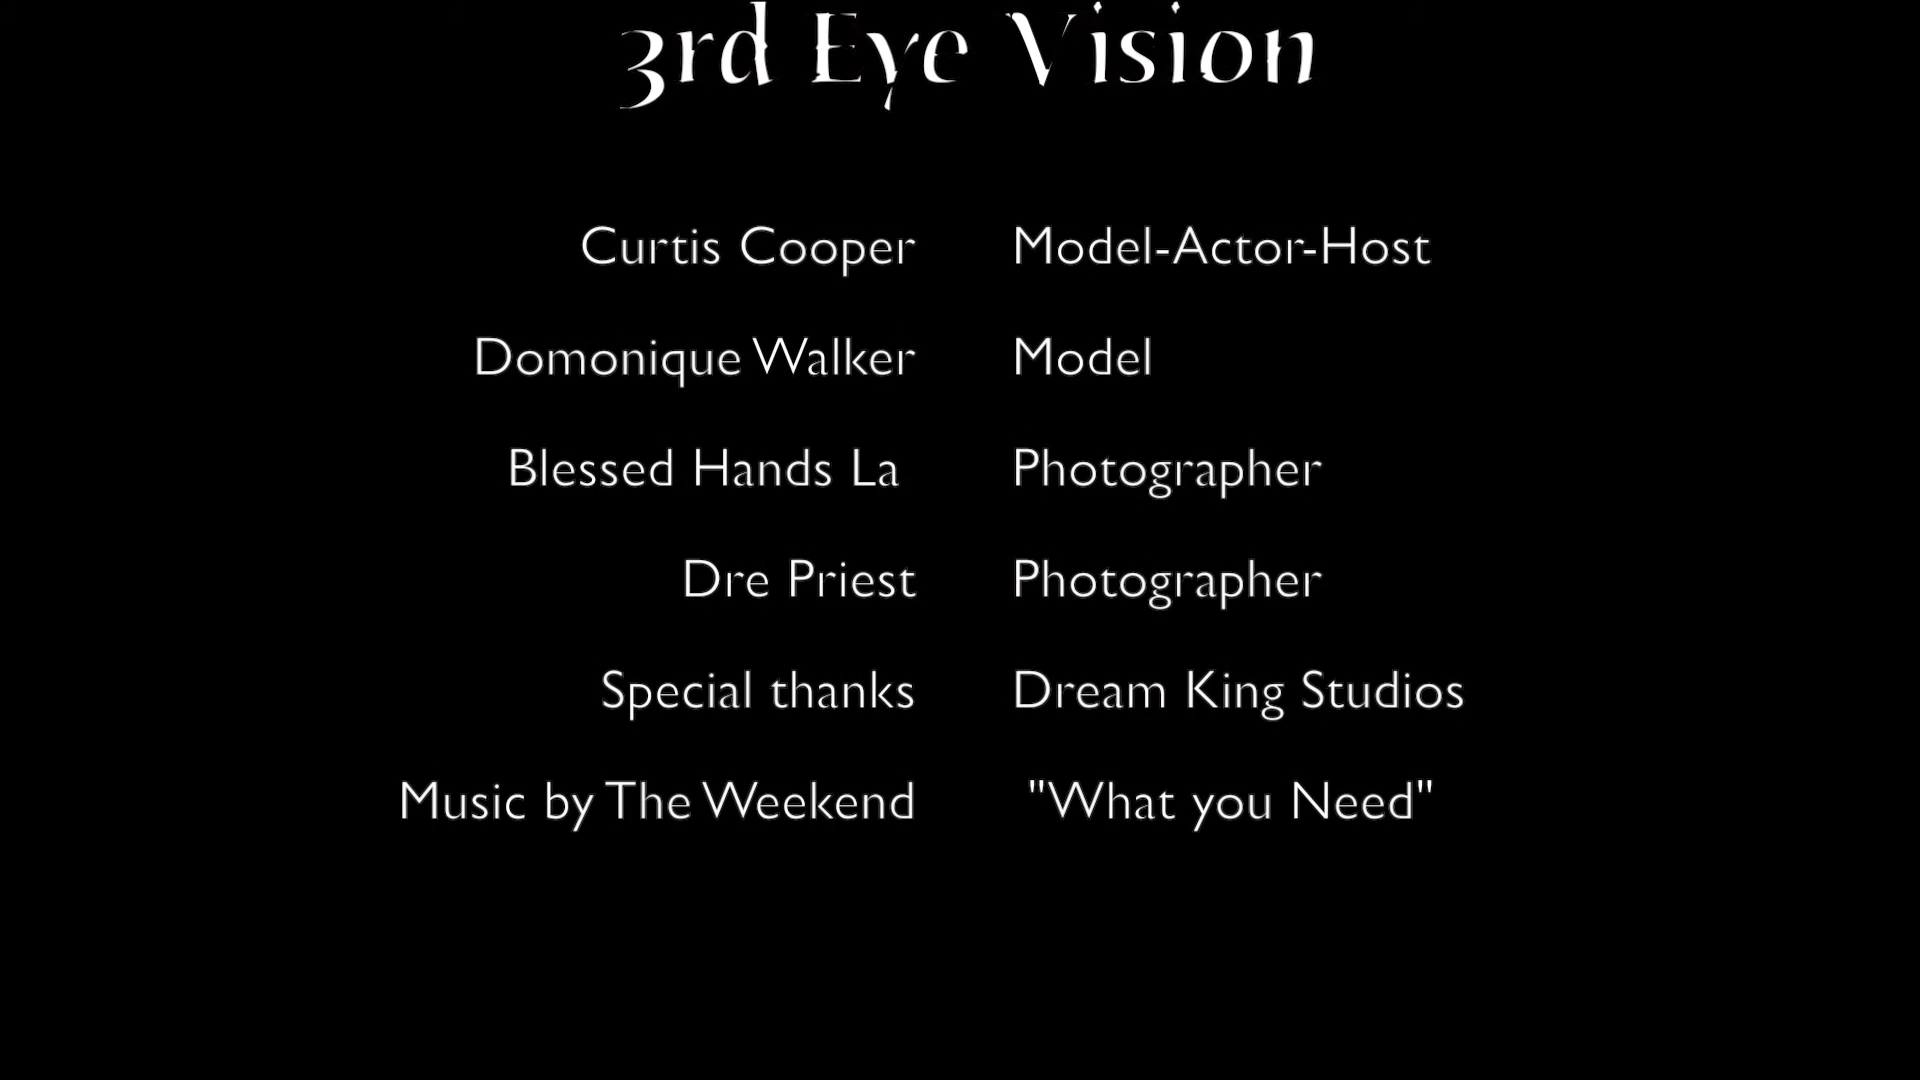 3rd Eye Vision
Curtis Cooper Model-Actor-Host
Domonique Walker Model
Blessed Hands La Photographer
Dre Priest Photographer
Special thanks Dream King Studios
Music by The Weekend "What you Need"